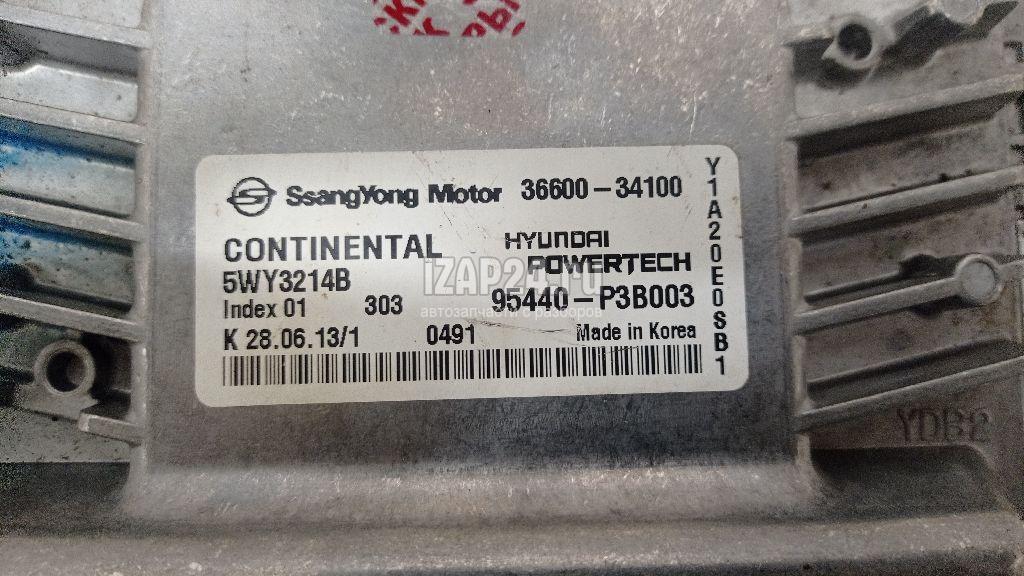 SsangYong Motor 36600-34100
CONTINENTAL HYUNDAI
POWERTECH
5WY3214B
95440-P3B003
Index 01 303
K 28.06.13/1 0491 Made in Korea
Y1A20E0SB1
YDB2
IZAP24.ru
автозапчасти с разборов